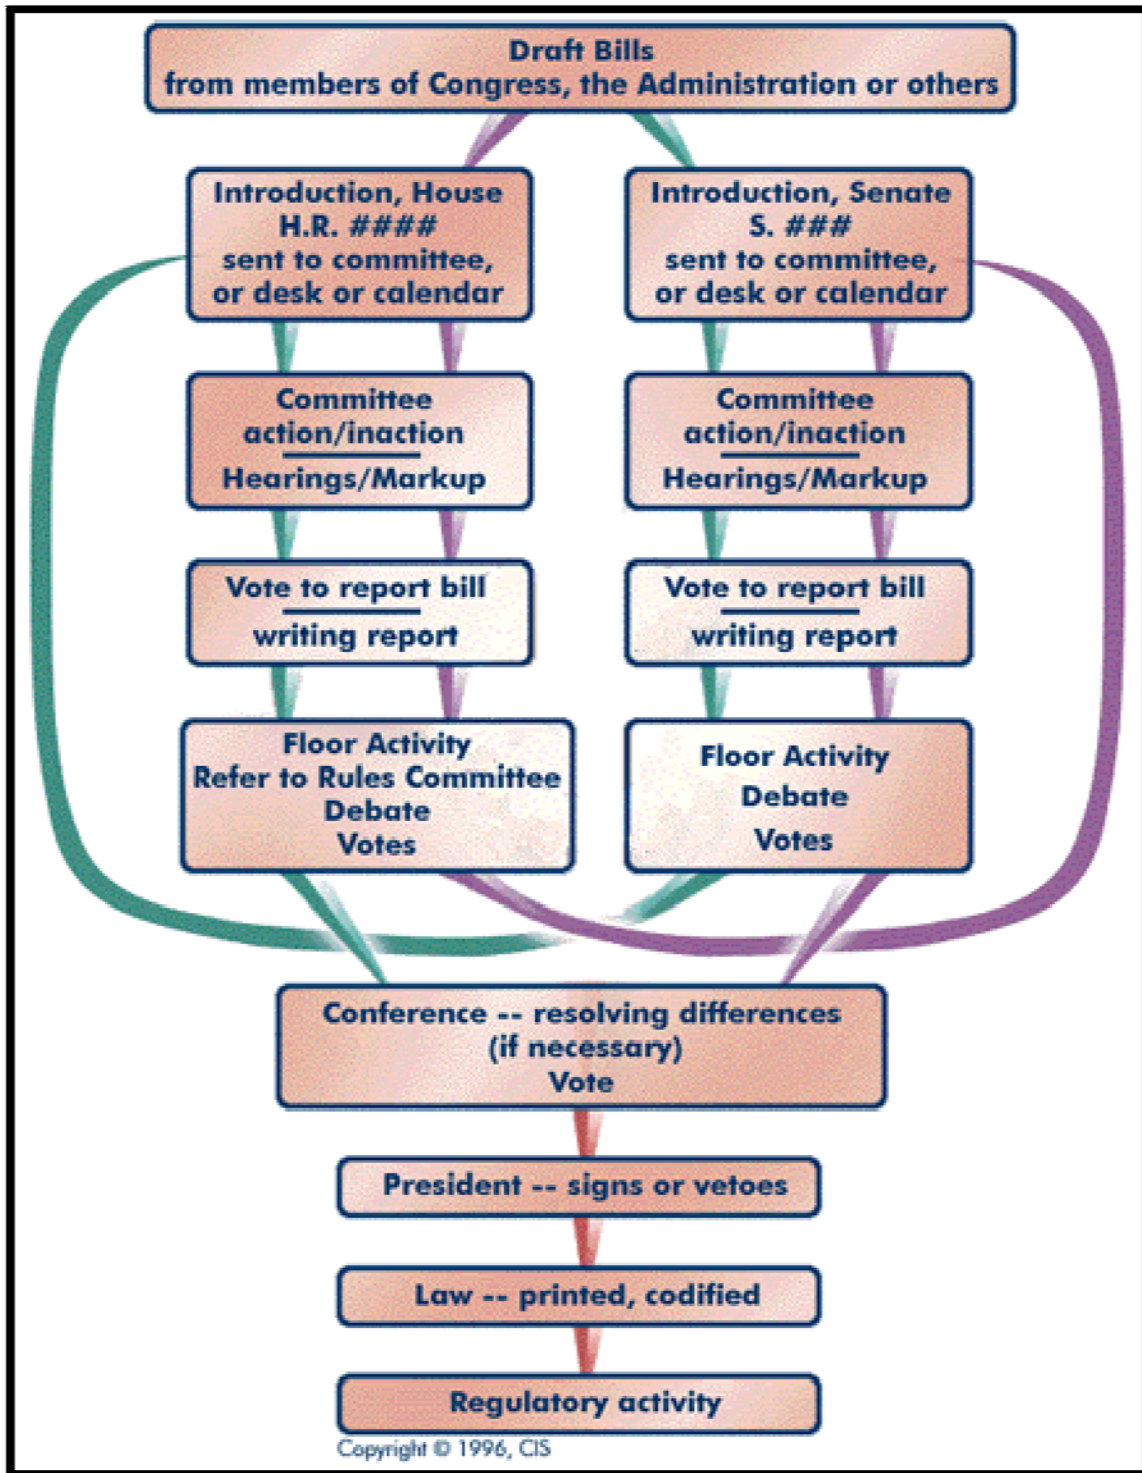 Draft Bills
from members of Congress, the Administration or others
Introduction, House
H.R. ####
sent to committee,
or desk or calendar
Introduction, Senate
S. ###
sent to committee,
or desk or calendar
Committee
action/inaction
Hearings/Markup
Committee
action/inaction
Hearings/Markup
Vote to report bill
writing report
Vote to report bill
writing report
Floor Activity
Refer to Rules Committee
Debate
Votes
Floor Activity
Debate
Votes
Conference -- resolving differences
(if necessary)
Vote
President -- signs or vetoes
Law -- printed, codified
Regulatory activity
Copyright © 1996, CIS